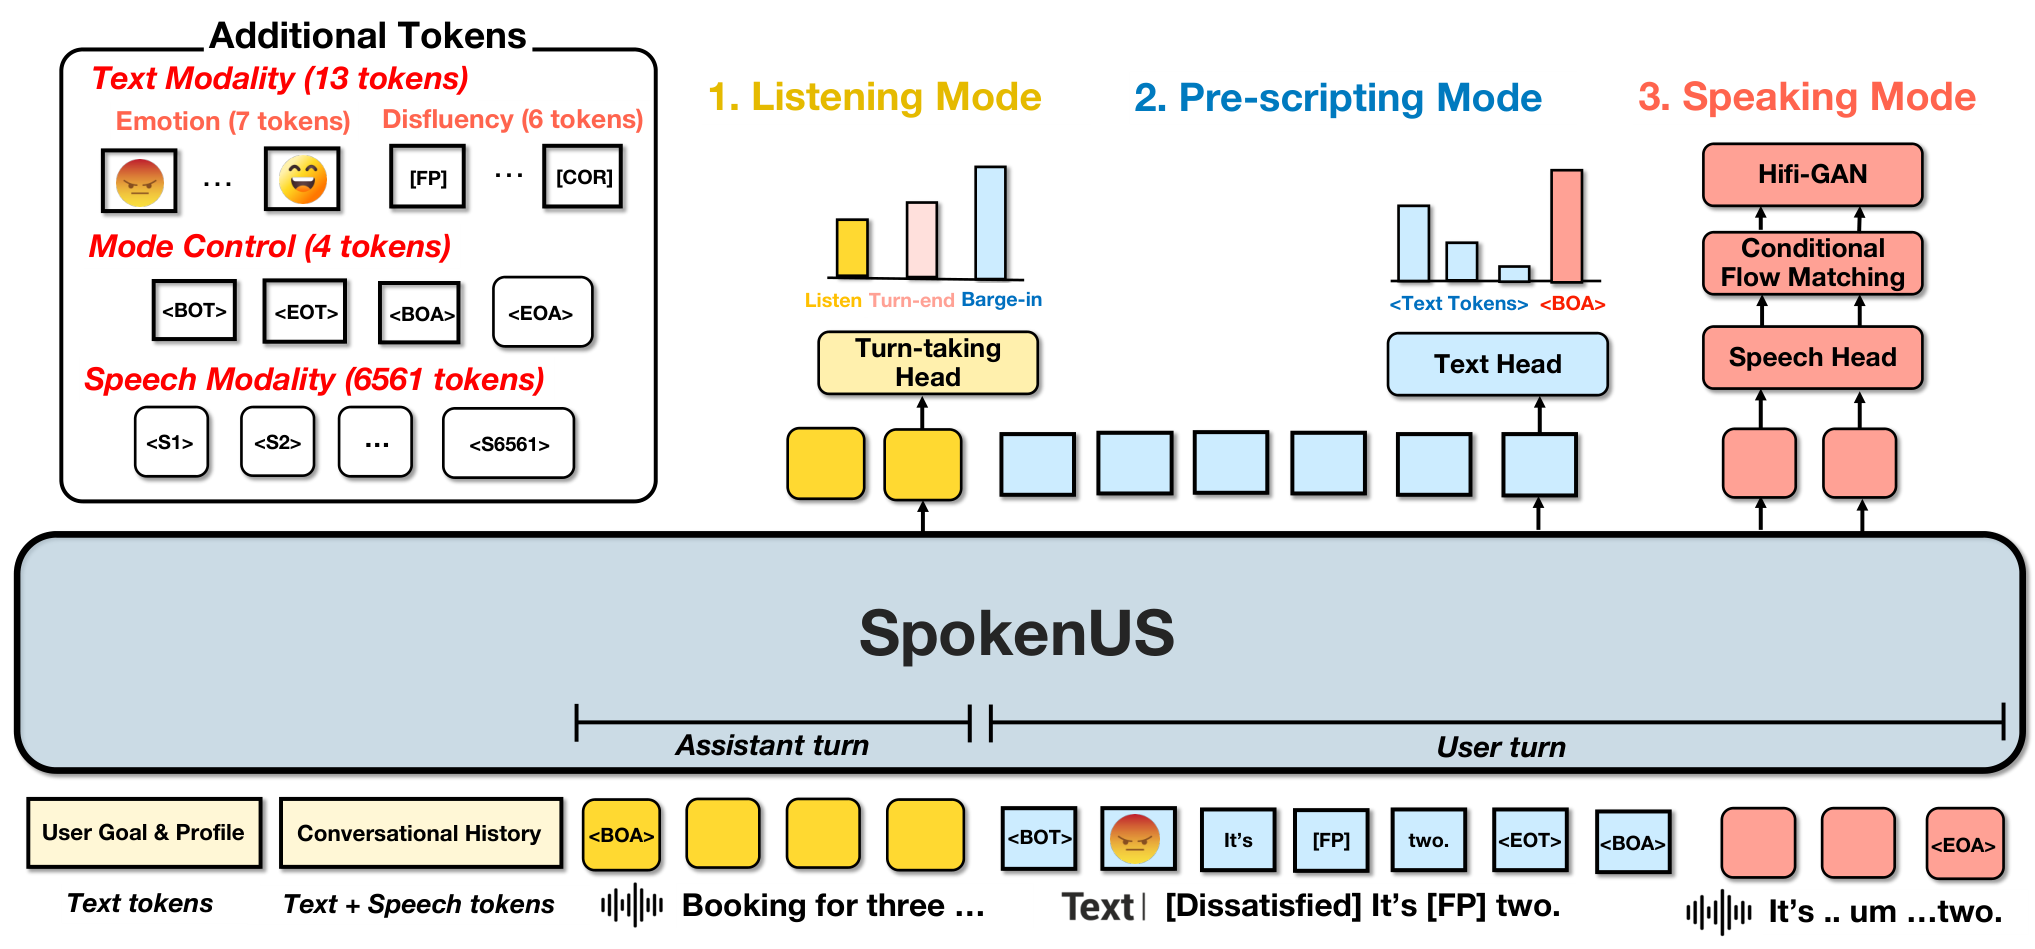 Additional Tokens
Text Modality (13 tokens)
Emotion (7 tokens)
Disfluency (6 tokens)
...
[FP]
...
[COR]
Mode Control (4 tokens)
<BOT>
<EOT>
<BOA>
<EOA>
Speech Modality (6561 tokens)
<S1>
<S2>
...
<S6561>
1. Listening Mode
Listen
Turn-end
Barge-in
Turn-taking
Head
2. Pre-scripting Mode
<Text Tokens>
<BOA>
Text Head
3. Speaking Mode
Hifi-GAN
Conditional
Flow Matching
Speech Head
SpokenUS
Assistant turn
User turn
User Goal & Profile
Conversational History
<BOA>
<BOT>
It's
[FP]
two.
<EOT>
<BOA>
<EOA>
Text tokens
Text + Speech tokens
Booking for three ...
Text
[Dissatisfied] It's [FP] two.
It's .. um ...two.